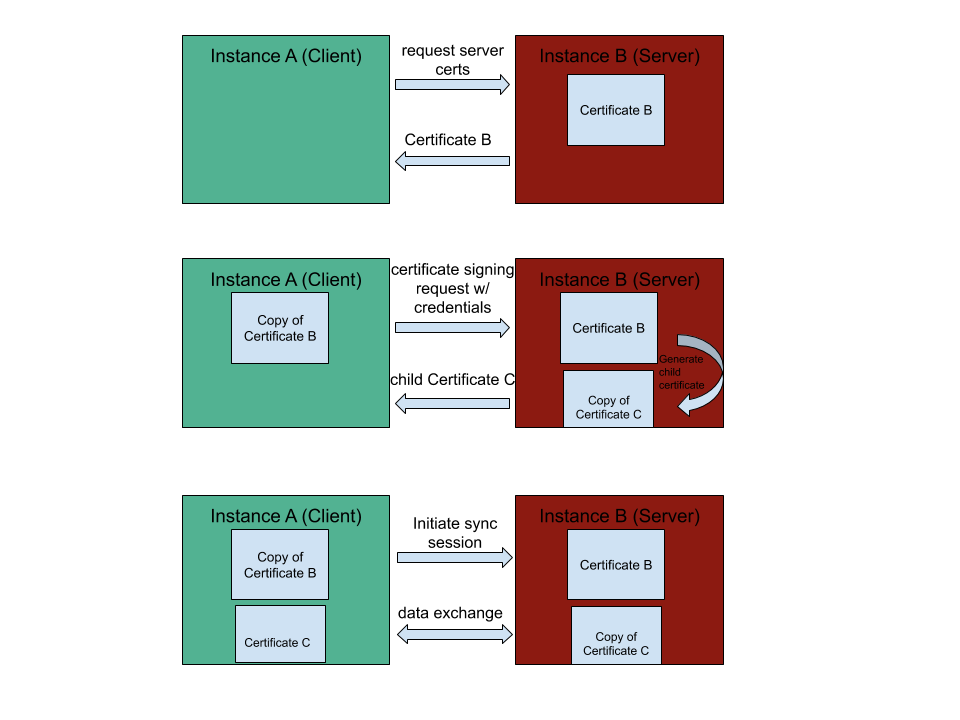 Instance A (Client)
request server
certs
Instance B (Server)
Certificate B
Certificate B
Instance A (Client)
certificate signing
request w/
credentials
Instance B (Server)
Copy of
Certificate B
Certificate B
Generate
child
certificate
child Certificate C
Copy of
Certificate C
Instance A (Client)
Initiate sync
session
Instance B (Server)
Copy of
Certificate B
Certificate B
data exchange
Certificate C
Copy of
Certificate C